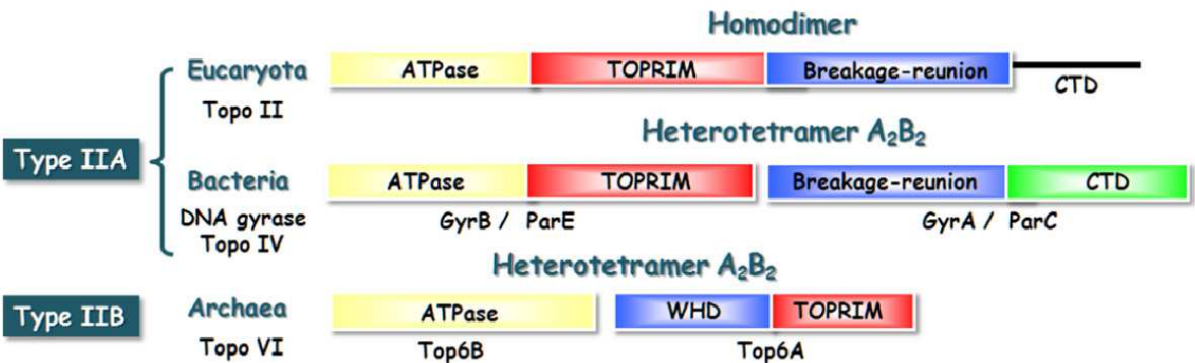 Homodimer
Eucaryota ATPase TOPRIM Breakage-reunion
Topo II CTD
Heterotetramer A₂B₂
Type IIA
Bacteria ATPase TOPRIM Breakage-reunion CTD
DNA gyrase GyrB / ParE GyrA / ParC
Topo IV
Heterotetramer A₂B₂
Type IIB Archaea ATPase WHD TOPRIM
Topo VI Top6B Top6A